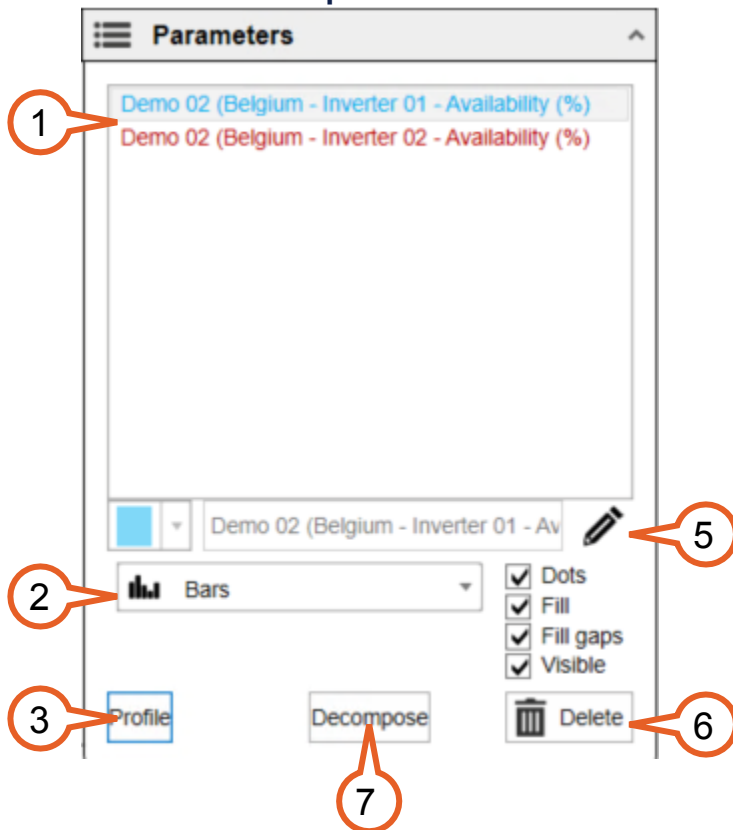 Parameters
1
Demo 02 (Belgium - Inverter 01 - Availability (%)
Demo 02 (Belgium - Inverter 02 - Availability (%)
Demo 02 (Belgium - Inverter 01 - Av
5
2
Bars
Dots
Fill
Fill gaps
Visible
3
Profile
Decompose
Delete
6
7